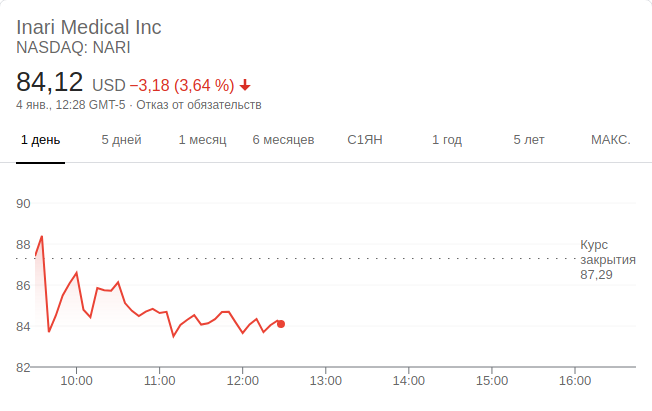 Inari Medical Inc
NASDAQ: NARI
84,12 USD −3,18 (3,64 %)
4 янв., 12:28 GMT-5 · Отказ от обязательств
1 день 5 дней 1 месяц 6 месяцев С1ЯН 1 год 5 лет МАКС.
90
88
86
84
82
Курс
закрытия
87,29
10:00 11:00 12:00 13:00 14:00 15:00 16:00